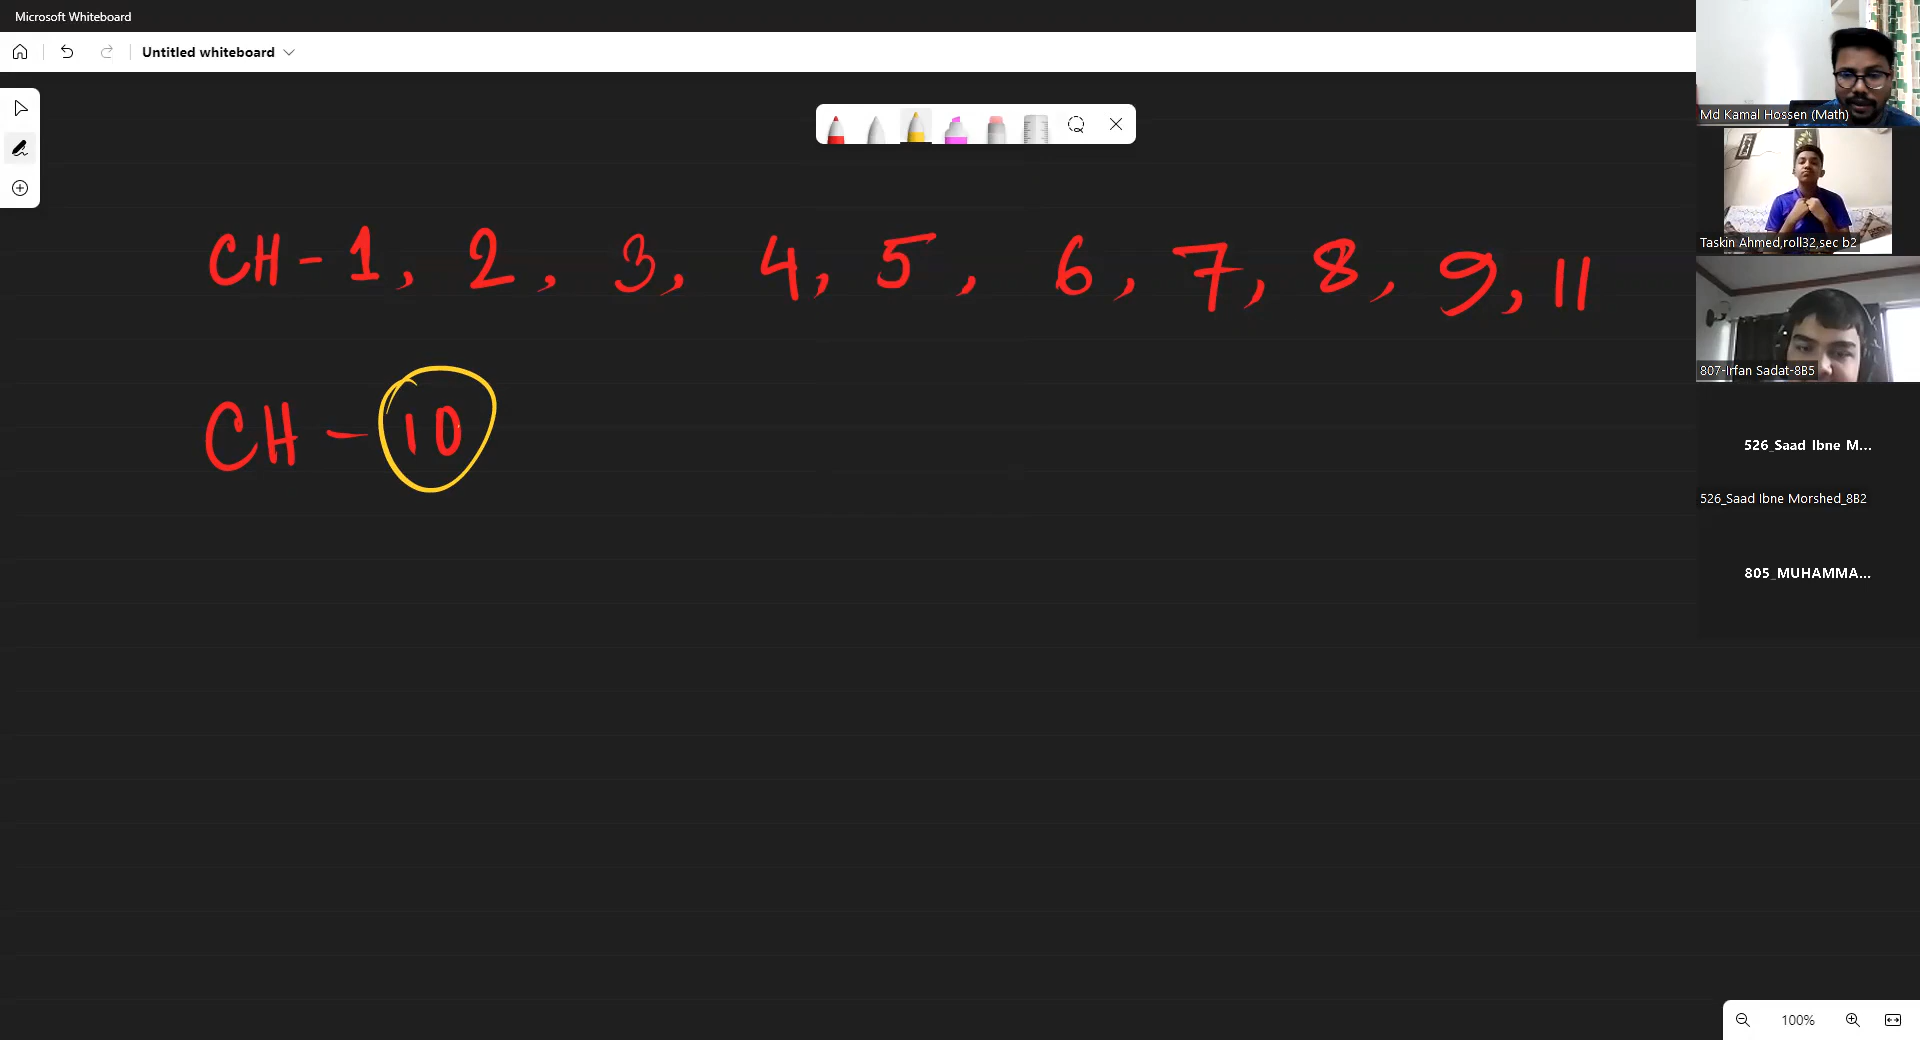 Microsoft Whiteboard
Untitled whiteboard
CH - 1, 2, 3, 4, 5, 6, 7, 8, 9, 11
CH - 10
Md Kamal Hossen (Math)
Taskin Ahmed,roll32,sec b2
807-Irfan Sadat-8B5
526_Saad Ibne M...
526_Saad Ibne Morshed_8B2
805_MUHAMMA...
100%